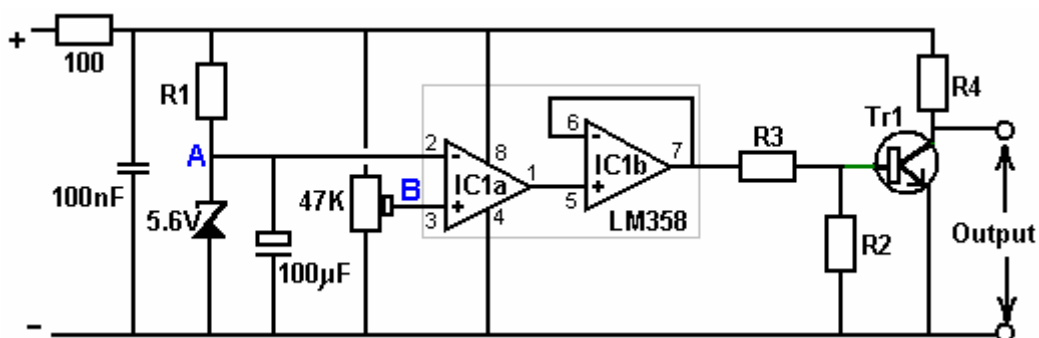 +
100
R1
R4
Tr1
A
2
8
6
7
R3
IC1b
100nF
47K
B
IC1a
1
5
3
4
5.6V
LM358
R2
Output
100µF
-